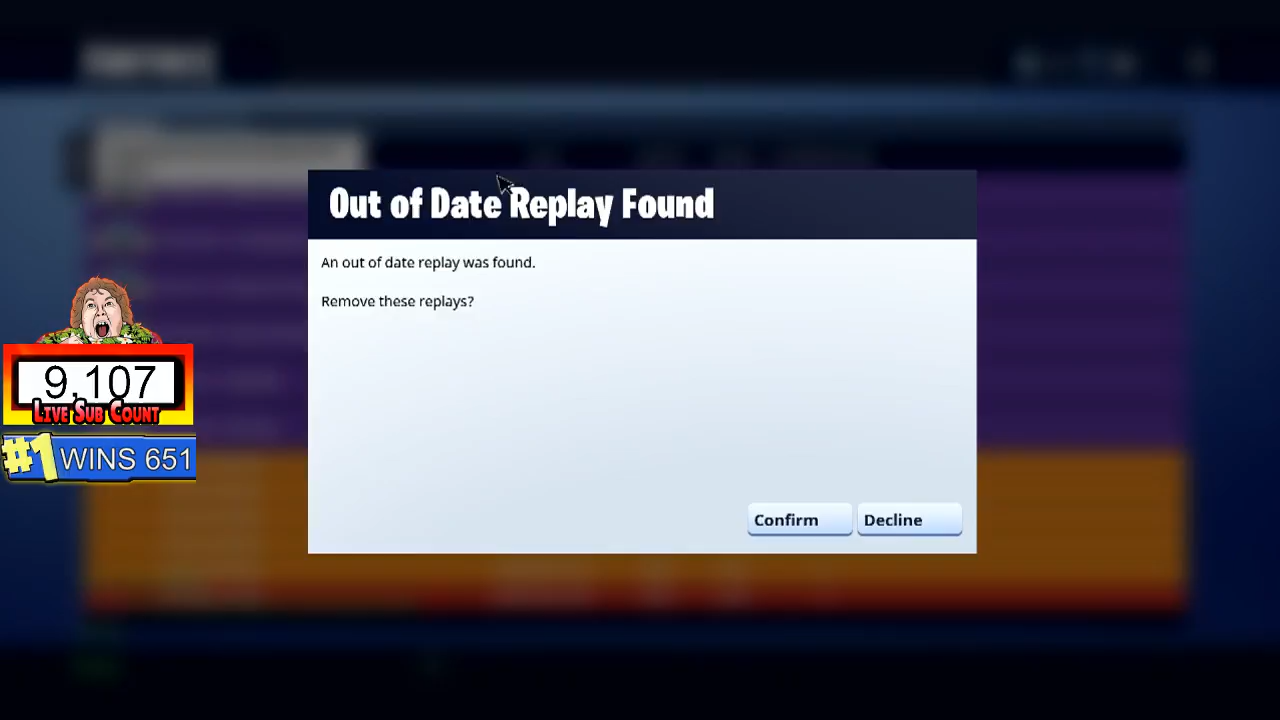 Out of Date Replay Found
An out of date replay was found.
Remove these replays?
9,107
LIVE SUB COUNT
#1 WINS 651
Confirm Decline